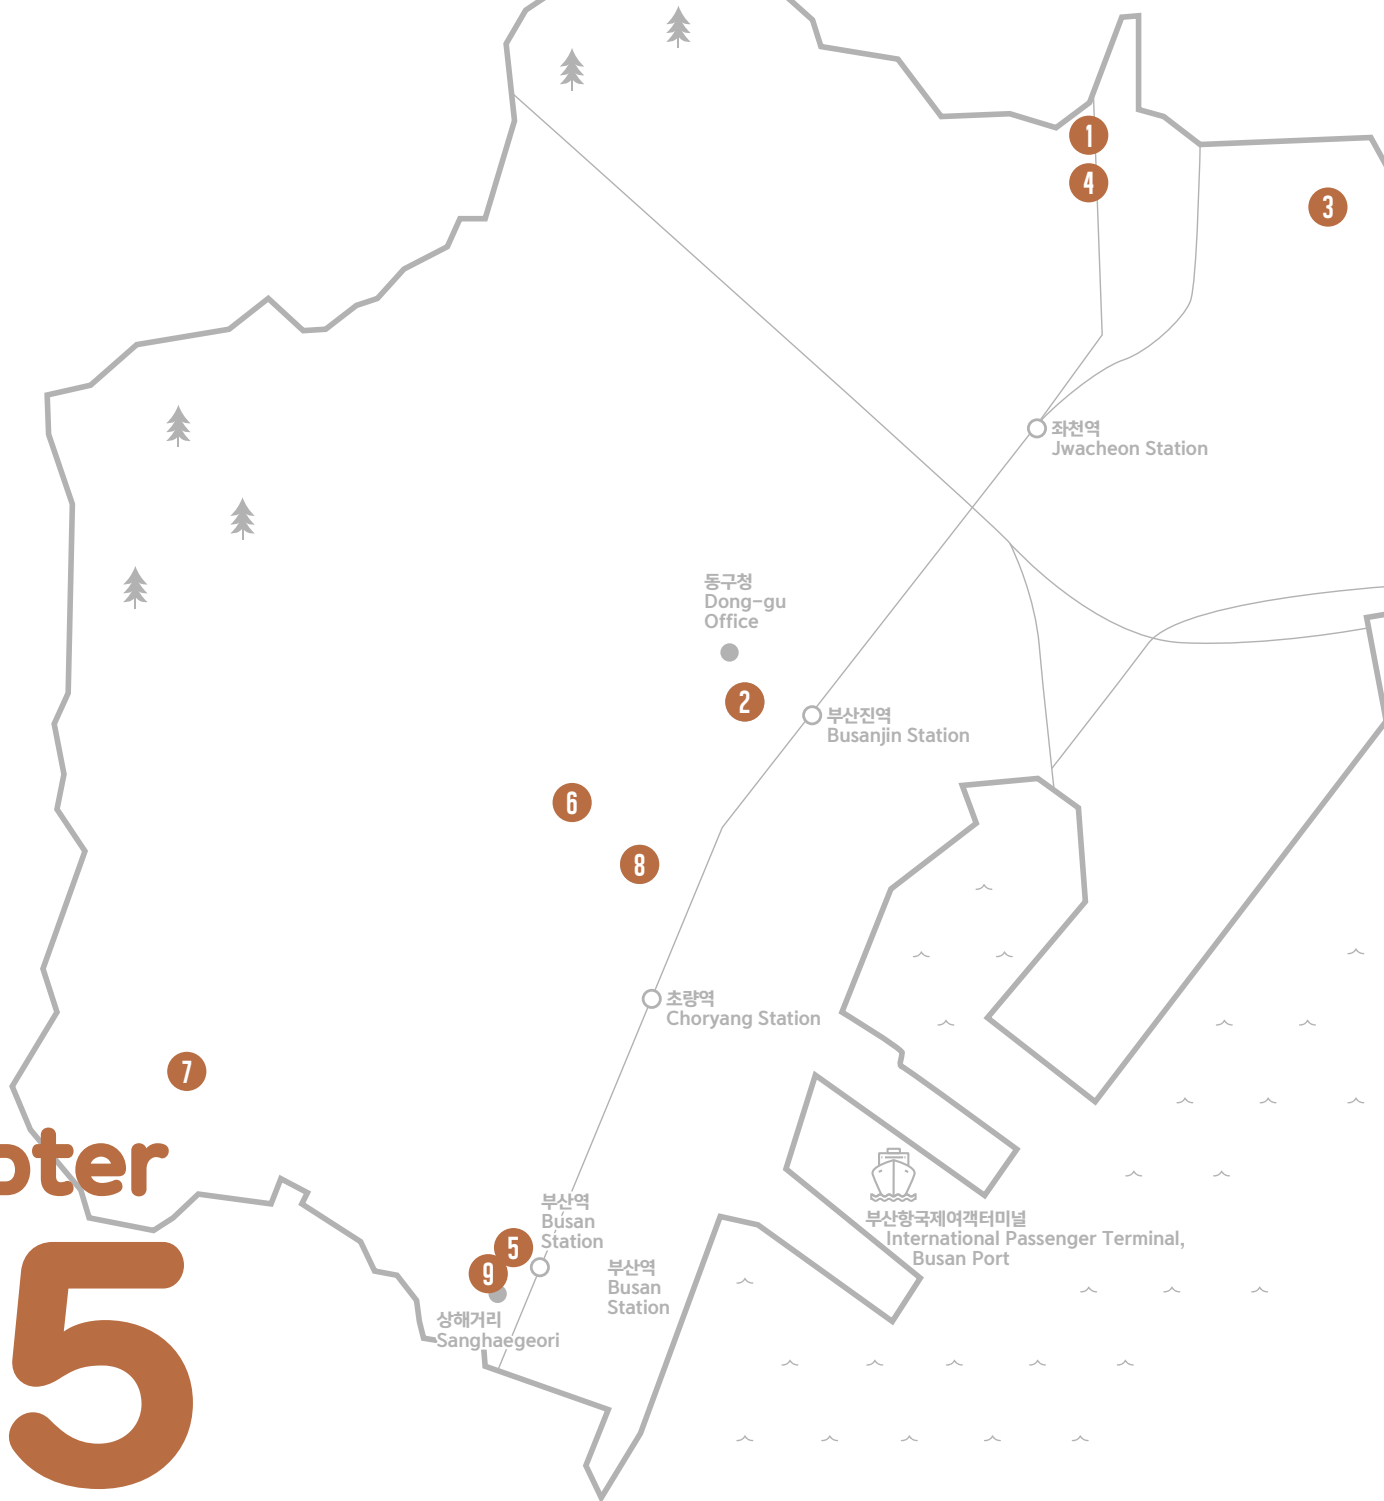 1
4
3
좌천역
Jwacheon Station
동구청
Dong-gu
Office
2
부산진역
Busanjin Station
6
8
초량역
Choryang Station
7
pter
5
부산역
Busan
Station
5
9
부산역
Busan
Station
상해거리
Sanghaegeori
부산항국제여객터미널
International Passenger Terminal,
Busan Port